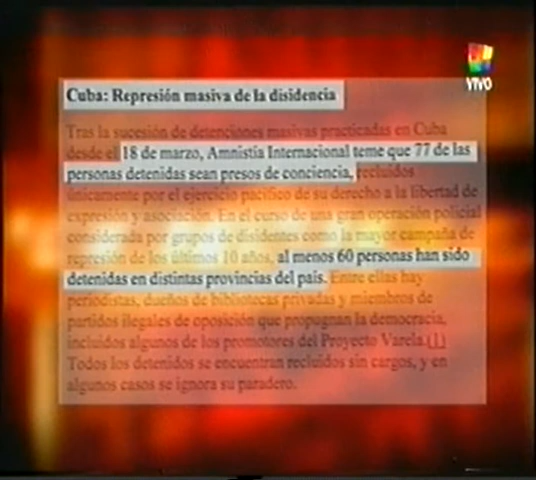 VIVO
Cuba: Represión masiva de la disidencia
Tras la sucesión de detenciones masivas practicadas en Cuba
desde el 18 de marzo, Amnistía Internacional teme que 77 de las
personas detenidas sean presos de conciencia, recluidos
únicamente por el ejercicio pacífico de su derecho a la libertad de
expresión y asociación. En el curso de una gran operación policial
considerada por grupos de disidentes como la mayor campaña de
represión de los últimos 10 años, al menos 60 personas han sido
detenidas en distintas provincias del país. Entre ellas hay
periodistas, dueños de bibliotecas privadas y miembros de
partidos ilegales de oposición que propugnan la democracia,
incluidos algunos de los promotores del Proyecto Varela.(1)
Todos los detenidos se encuentran recluidos sin cargos, y en
algunos casos se ignora su paradero.